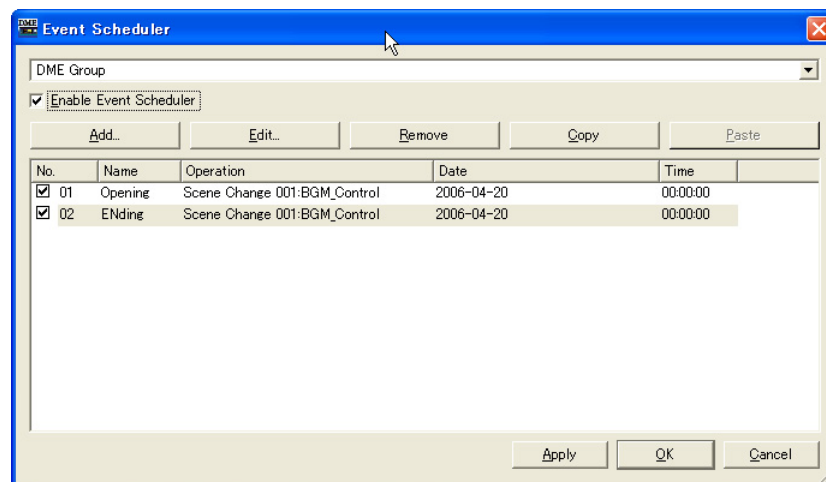 DME Event Scheduler
DME Group
Enable Event Scheduler
Add... Edit... Remove Copy Paste
No. Name Operation Date Time
01 Opening Scene Change 001:BGM_Control 2006-04-20 00:00:00
02 ENding Scene Change 001:BGM_Control 2006-04-20 00:00:00
Apply OK Cancel